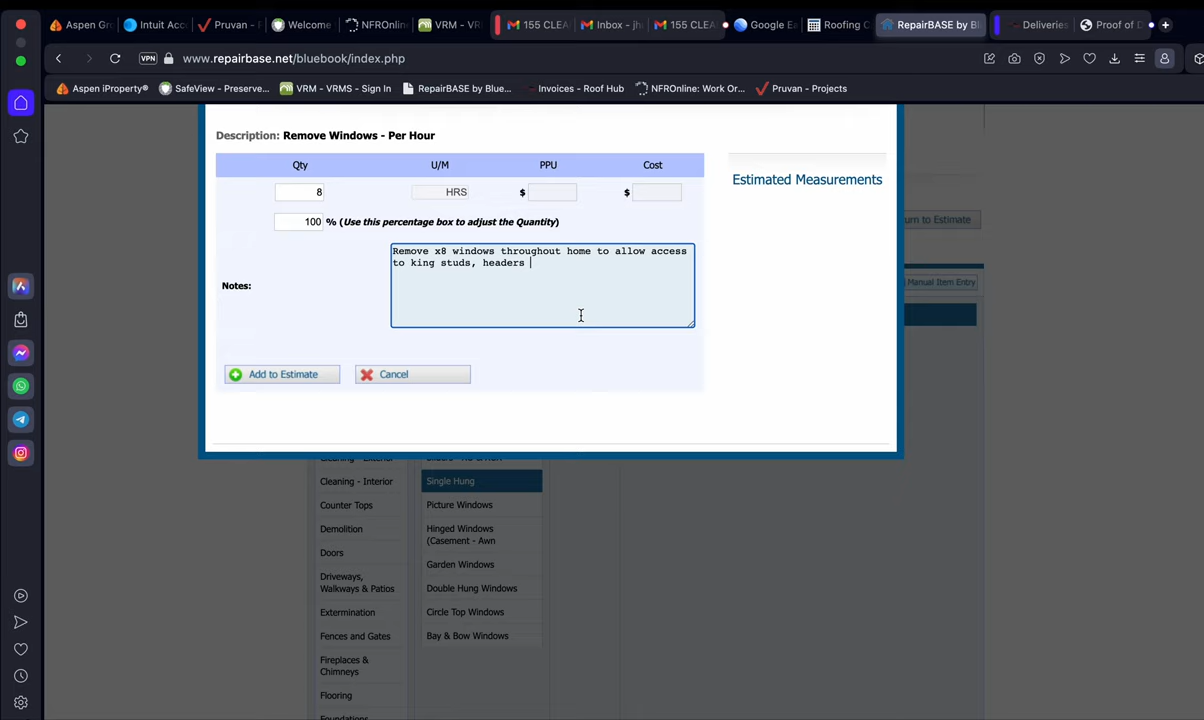 Aspen Gr
Intuit Acc
Pruvan - F
Welcome
NFROnline
VRM - VR
155 CLEA
Inbox - jh
155 CLEA
Google Ea
Roofing C
RepairBASE by Bl
Deliveries
Proof of D
VPN
www.repairbase.net/bluebook/index.php
Aspen iProperty®
SafeView - Preserve...
VRM - VRMS - Sign In
RepairBASE by Blue...
Invoices - Roof Hub
NFROnline: Work Or...
Pruvan - Projects
Description: Remove Windows - Per Hour
Qty U/M PPU Cost
8 HRS $ $
100 % (Use this percentage box to adjust the Quantity)
Notes:
Remove x8 windows throughout home to allow access
to king studs, headers
Add to Estimate
Cancel
Estimated Measurements
urn to Estimate
Manual Item Entry
Cleaning - Interior
Counter Tops
Demolition
Doors
Driveways,
Walkways & Patios
Extermination
Fences and Gates
Fireplaces &
Chimneys
Flooring
Single Hung
Picture Windows
Hinged Windows
(Casement - Awn
Garden Windows
Double Hung Windows
Circle Top Windows
Bay & Bow Windows